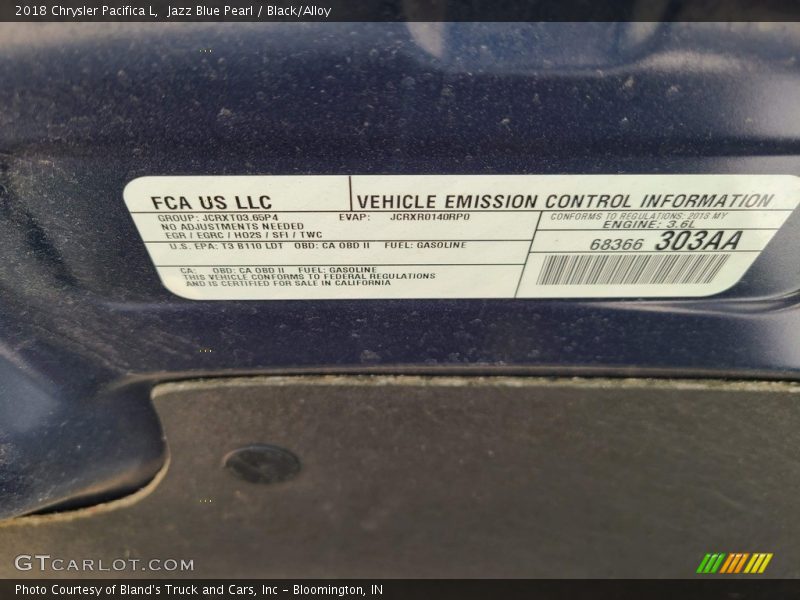 2018 Chrysler Pacifica L,  Jazz Blue Pearl / Black/Alloy
FCA US LLC
VEHICLE EMISSION CONTROL INFORMATION
GROUP: JCRXT03.65P4
EVAP: JCRXR0140RP0
NO ADJUSTMENTS NEEDED
EGR / EGRC / HO2S / SFI / TWC
CONFORMS TO REGULATIONS: 2018 MY
ENGINE: 3.6L
U.S. EPA: T3 B110 LDT OBD: CA OBD II FUEL: GASOLINE
68366 303AA
CA: OBD: CA OBD II FUEL: GASOLINE
THIS VEHICLE CONFORMS TO FEDERAL REGULATIONS
AND IS CERTIFIED FOR SALE IN CALIFORNIA
GTCARLOT.COM
Photo Courtesy of Bland's Truck and Cars, Inc – Bloomington, IN